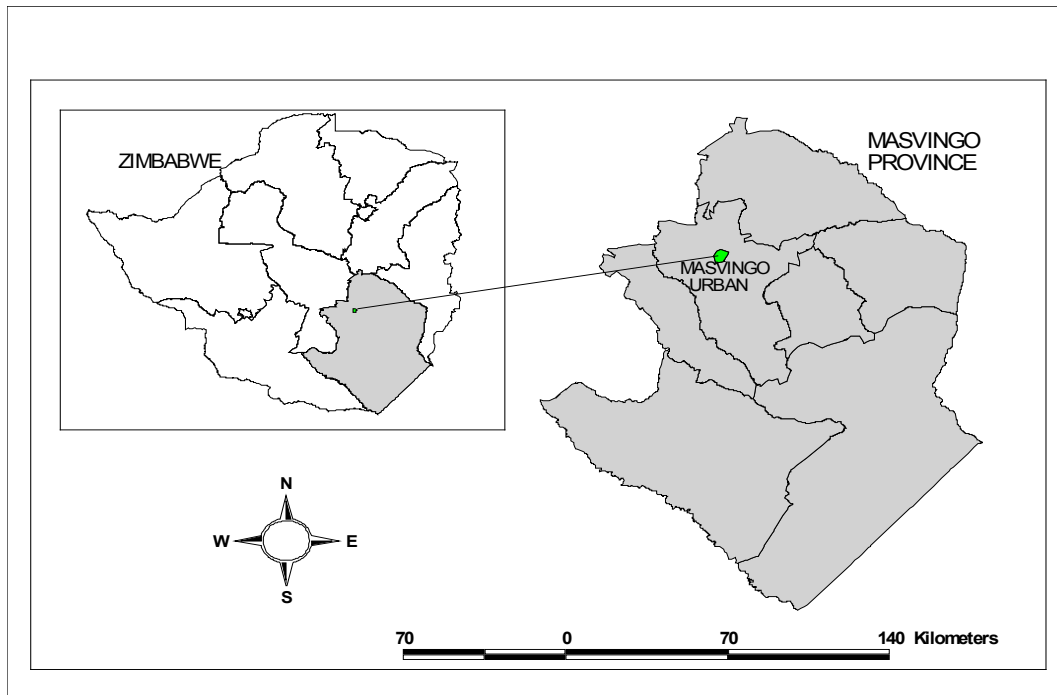 ZIMBABWE
MASVINGO
PROVINCE
MASVINGO
URBAN
N
W E
S
70 0 70 140 Kilometers